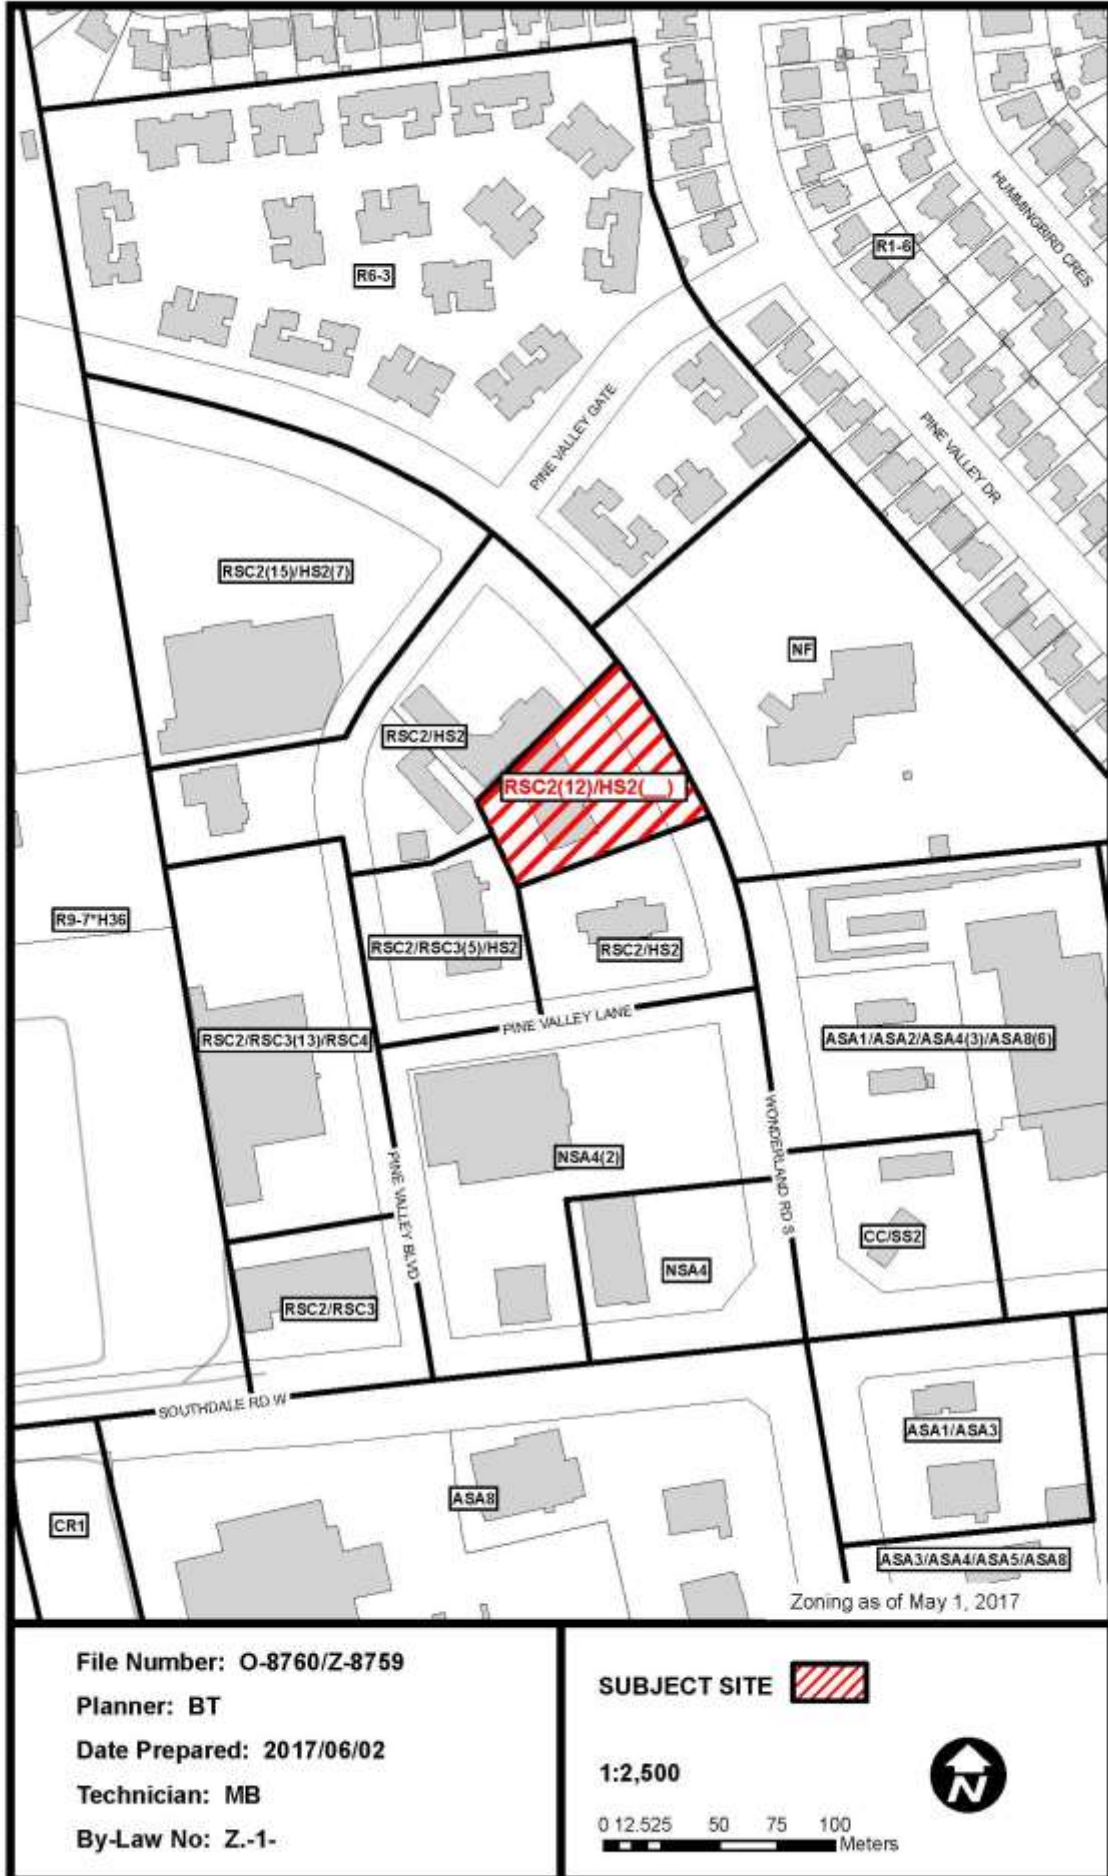 HUMMINGBIRD CRES
R1-6
R6-3
PINE VALLEY GATE
PINE VALLEY DR
RSC2(15)/HS2(7)
NF
RSC2/HS2
RSC2(12)/HS2(__)
R9-7*H36
RSC2/RSC3(5)/HS2
RSC2/HS2
PINE VALLEY LANE
RSC2/RSC3(13)/RSC4
ASA1/ASA2/ASA4(3)/ASA8(6)
WONDERLAND RD S
NSA4(2)
PINE VALLEY BLVD
CC/SS2
NSA4
RSC2/RSC3
SOUTHDALE RD W
ASA1/ASA3
ASA8
CR1
ASA3/ASA4/ASA5/ASA8
Zoning as of May 1, 2017
File Number: O-8760/Z-8759
Planner: BT
Date Prepared: 2017/06/02
Technician: MB
By-Law No: Z.-1-
SUBJECT SITE
1:2,500
0 12.525 50 75 100
Meters
N